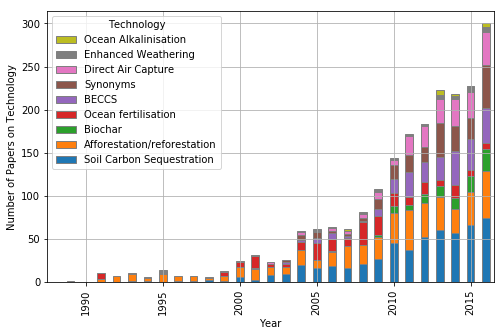 Technology
Ocean Alkalinisation
Enhanced Weathering
Direct Air Capture
Synonyms
BECCS
Ocean fertilisation
Biochar
Afforestation/reforestation
Soil Carbon Sequestration
Number of Papers on Technology
300
250
200
150
100
50
0
1990
1995
2000
2005
2010
2015
Year